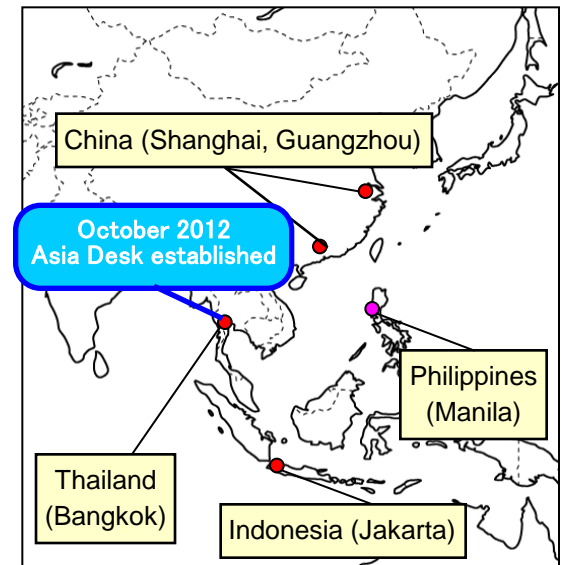 China (Shanghai, Guangzhou)
October 2012
Asia Desk established
Philippines
(Manila)
Thailand
(Bangkok)
Indonesia (Jakarta)